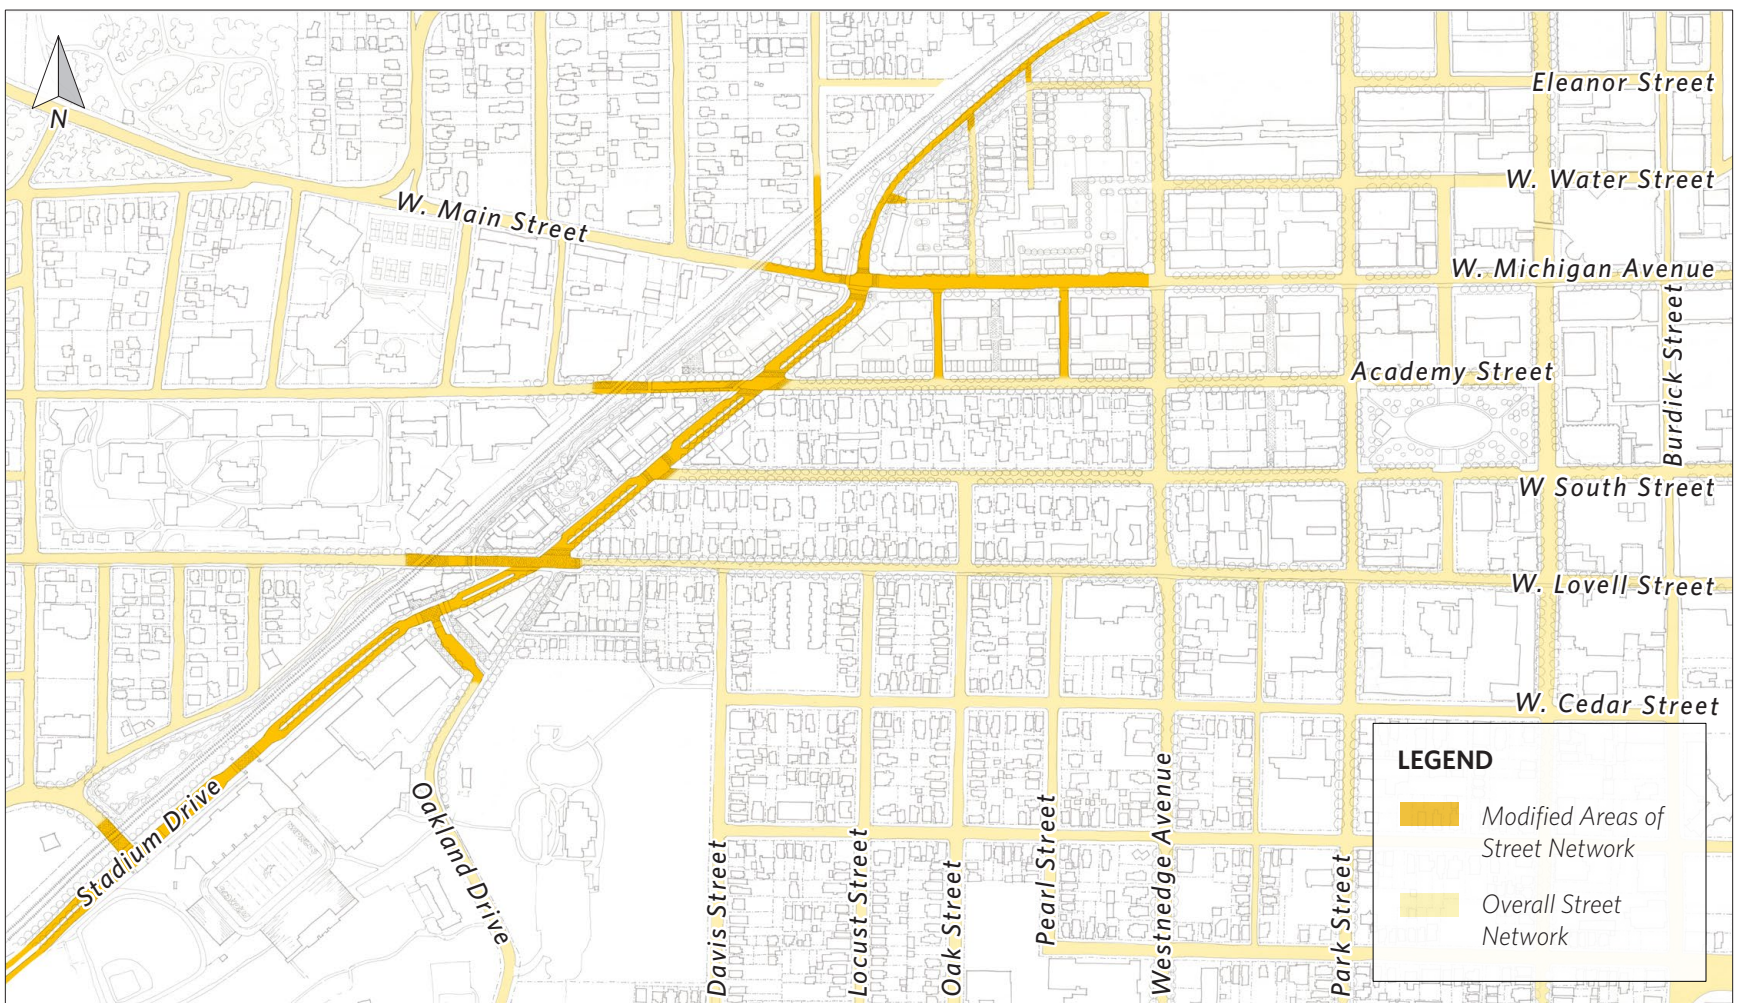 N
Eleanor Street
W. Water Street
W. Main Street
W. Michigan Avenue
Burdick Street
Academy Street
W South Street
W. Lovell Street
W. Cedar Street
Stadium Drive
Oakland Drive
Davis Street
Locust Street
Oak Street
Pearl Street
Westnedge Avenue
Park Street
LEGEND
Modified Areas of
Street Network
Overall Street
Network